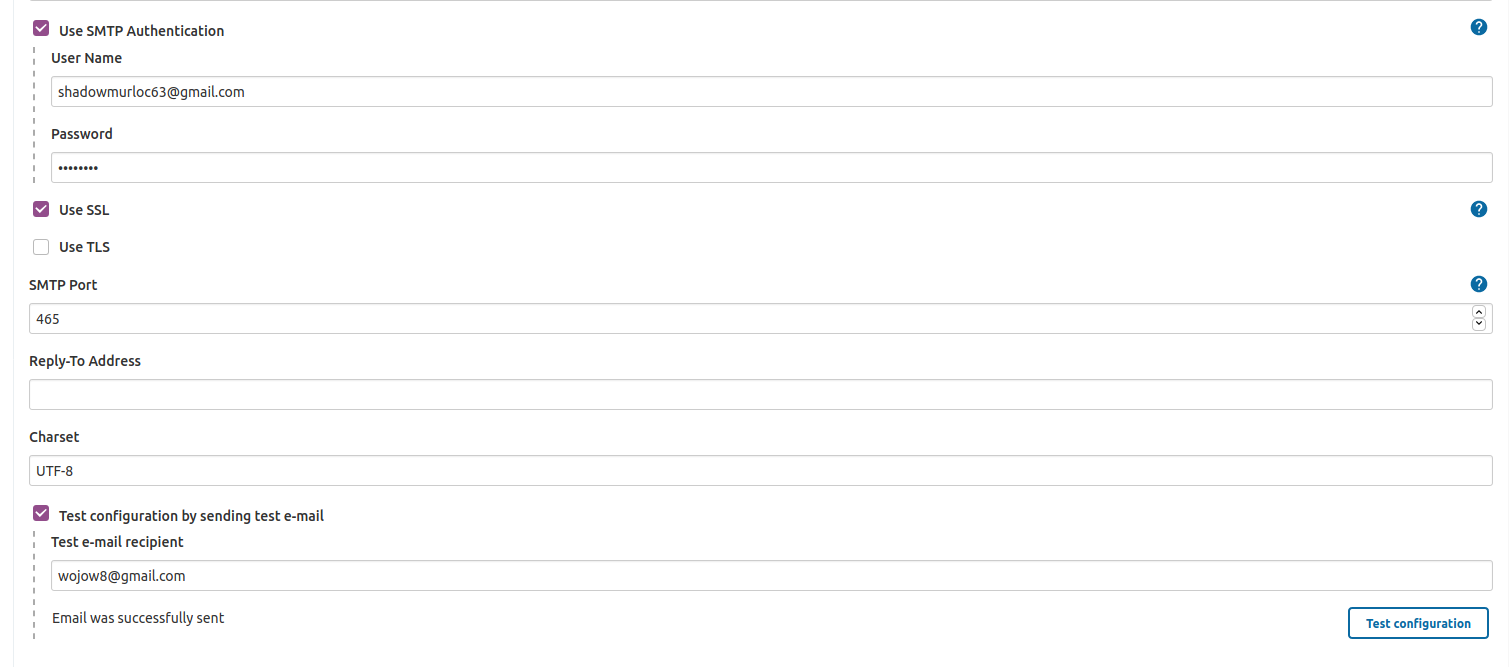 Use SMTP Authentication
User Name
shadowmurloc63@gmail.com
Password
••••••••
Use SSL
Use TLS
SMTP Port
465
Reply-To Address
Charset
UTF-8
Test configuration by sending test e-mail
Test e-mail recipient
wojow8@gmail.com
Email was successfully sent
Test configuration